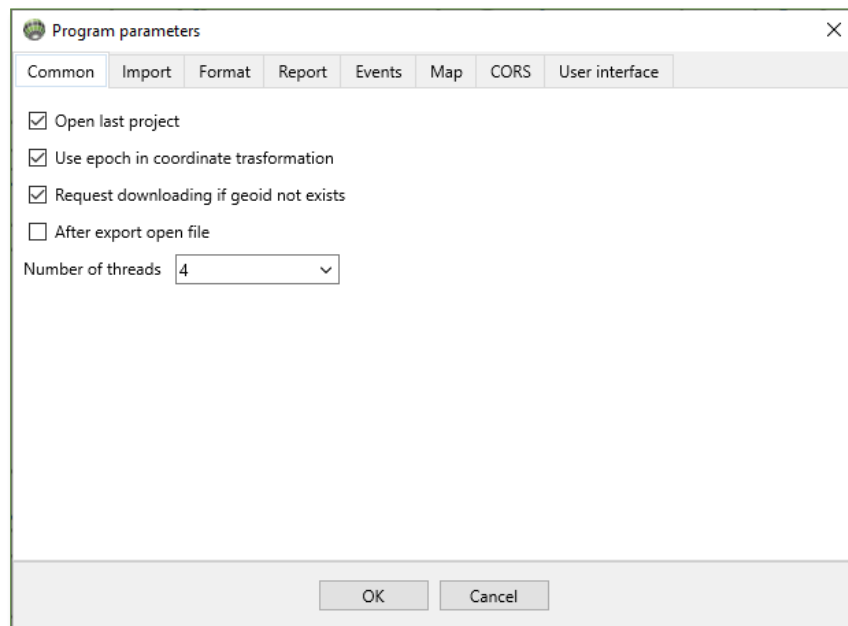 Program parameters
Common Import Format Report Events Map CORS User interface
Open last project
Use epoch in coordinate trasformation
Request downloading if geoid not exists
After export open file
Number of threads 4
OK Cancel